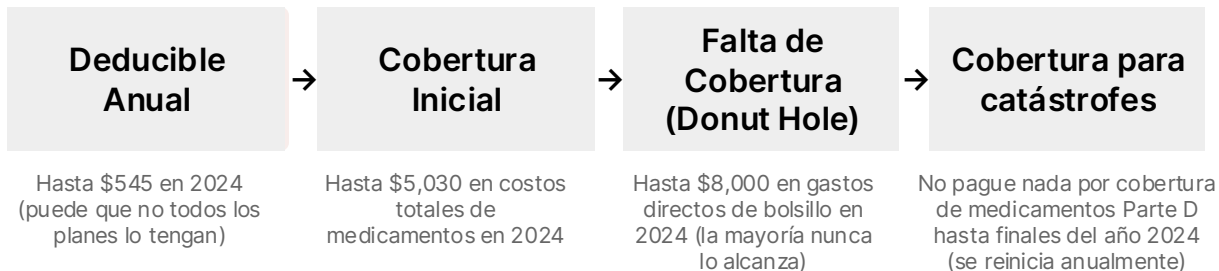 Deducible
Anual
→
Cobertura
Inicial
→
Falta de
Cobertura
(Donut Hole)
→
Cobertura para
catástrofes
Hasta $545 en 2024
(puede que no todos los
planes lo tengan)
Hasta $5,030 en costos
totales de
medicamentos en 2024
Hasta $8,000 en gastos
directos de bolsillo en
2024 (la mayoría nunca
lo alcanza)
No pague nada por cobertura
de medicamentos Parte D
hasta finales del año 2024
(se reinicia anualmente)